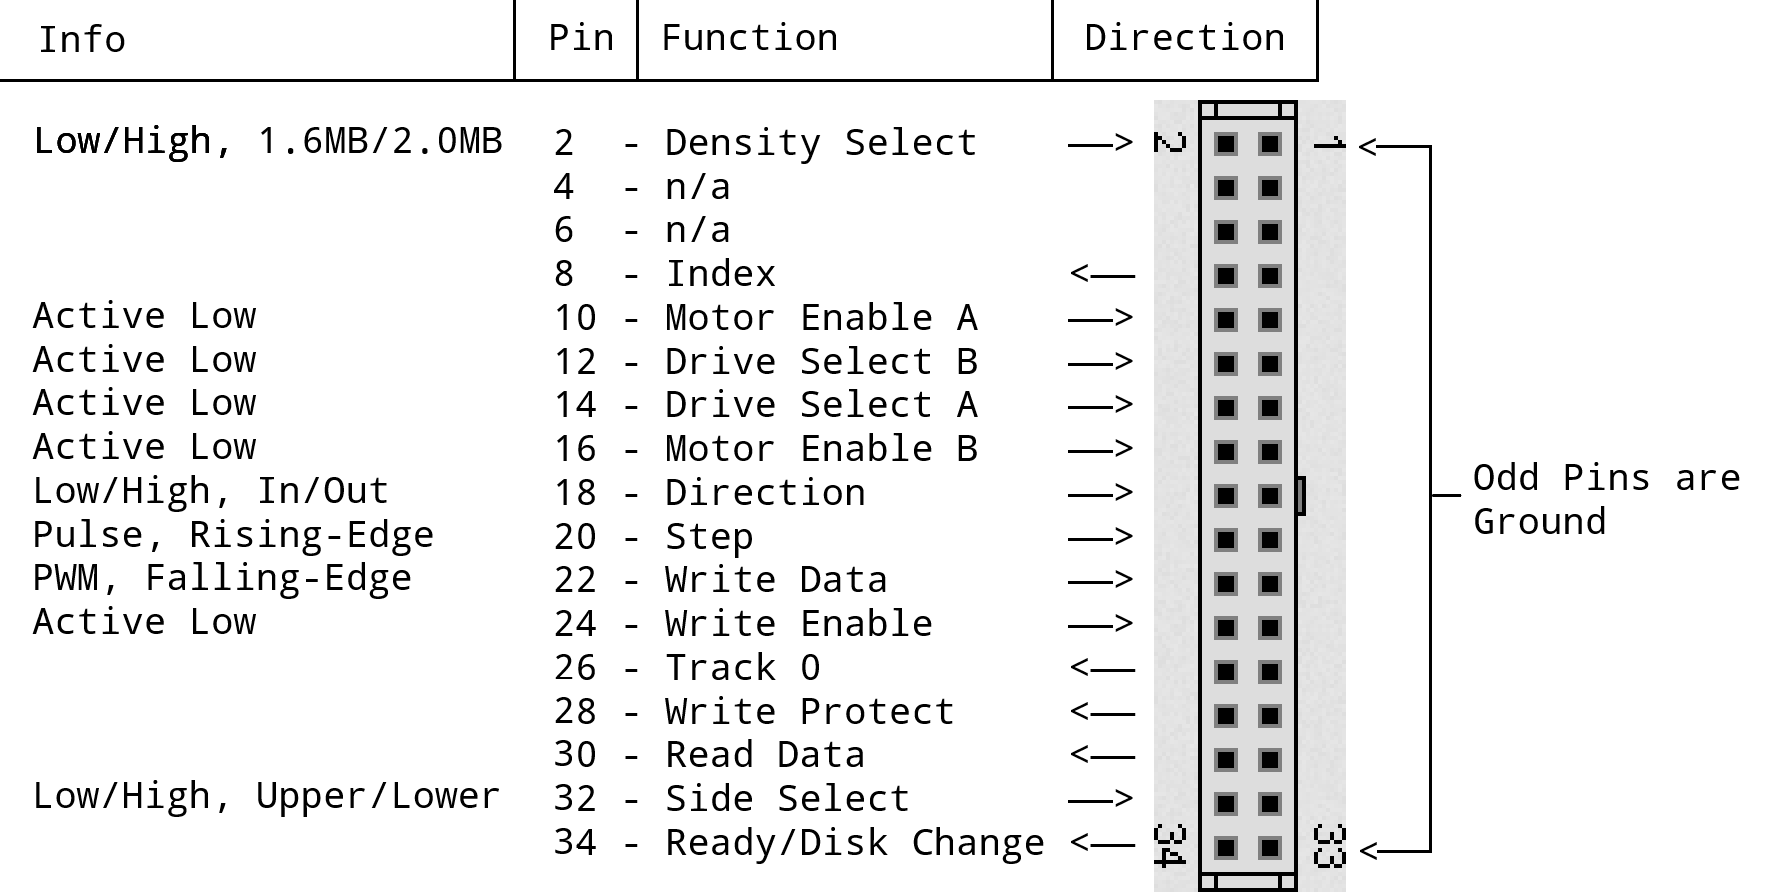 Info Pin Function Direction
Low/High, 1.6MB/2.0MB 2 - Density Select ——> 2 1 <——
4 - n/a
6 - n/a
8 - Index <——
Active Low 10 - Motor Enable A ——>
Active Low 12 - Drive Select B ——>
Active Low 14 - Drive Select A ——>
Active Low 16 - Motor Enable B ——>
Low/High, In/Out 18 - Direction ——>
Pulse, Rising-Edge 20 - Step ——>
PWM, Falling-Edge 22 - Write Data ——>
Active Low 24 - Write Enable ——>
26 - Track 0 <——
28 - Write Protect <——
30 - Read Data <——
Low/High, Upper/Lower 32 - Side Select ——>
34 - Ready/Disk Change <—— 34 33 <——
Odd Pins are
Ground